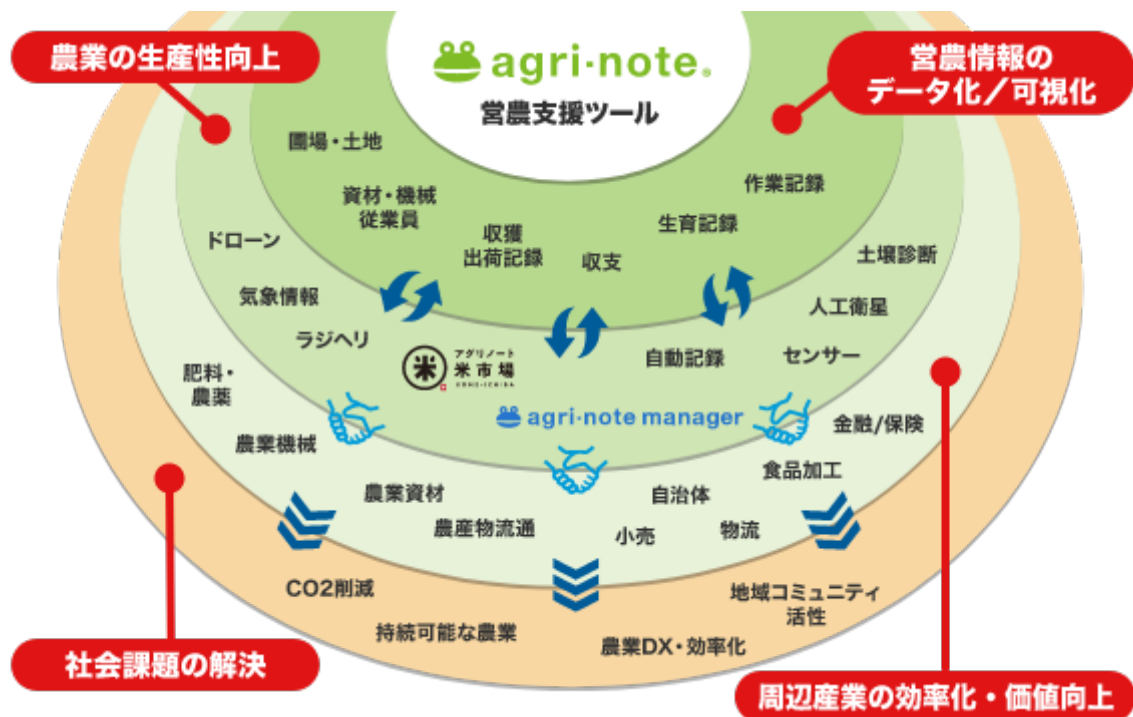 農業の生産性向上
agri-note®
営農支援ツール
営農情報の
データ化／可視化
圃場・土地
資材・機械
従業員
収獲
出荷記録
収支
生育記録
作業記録
ドローン
気象情報
ラジヘリ
米
アグリノート
米市場
KOME-ICHIBA
自動記録
センサー
人工衛星
土壌診断
agri-note manager
肥料・
農薬
農業機械
農業資材
農産物流通
小売
自治体
物流
食品加工
金融/保険
CO2削減
持続可能な農業
農業DX・効率化
地域コミュニティ
活性
社会課題の解決
周辺産業の効率化・価値向上